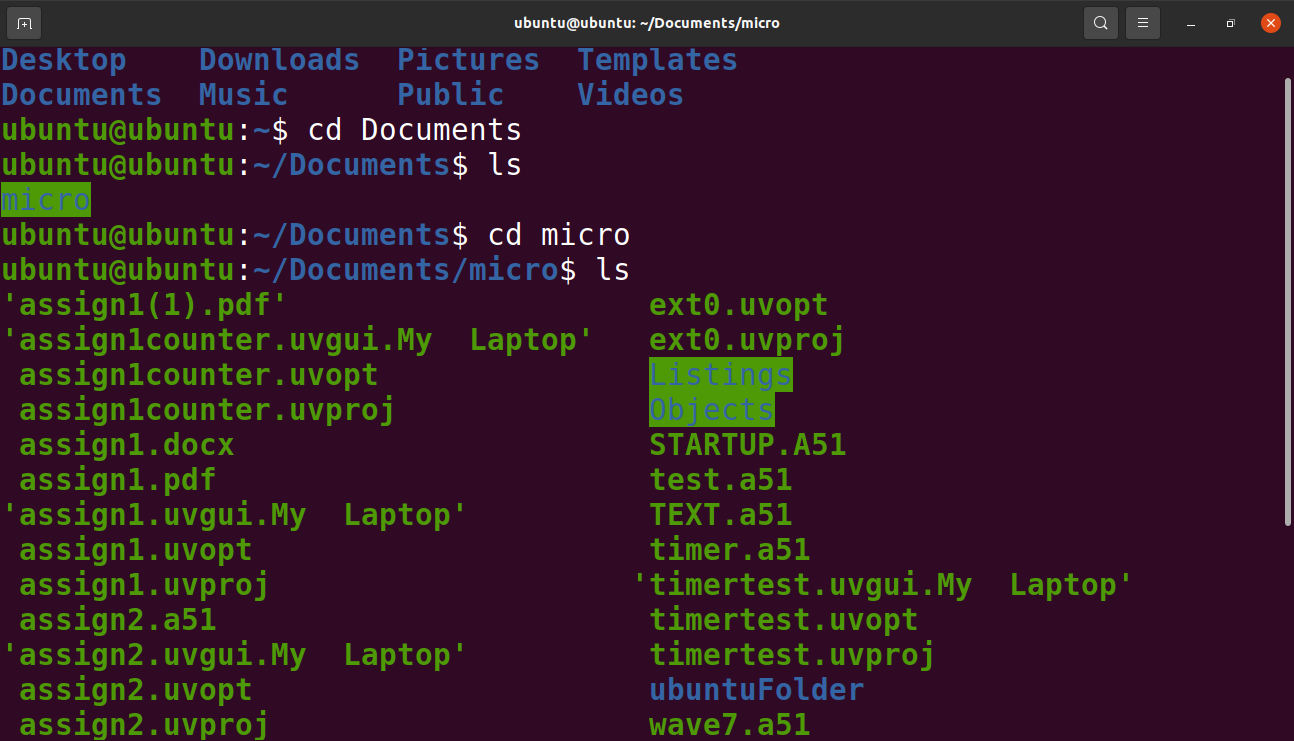 ubuntu@ubuntu: ~/Documents/micro
Desktop    Downloads  Pictures  Templates
Documents  Music      Public    Videos
ubuntu@ubuntu:~$ cd Documents
ubuntu@ubuntu:~/Documents$ ls
micro
ubuntu@ubuntu:~/Documents$ cd micro
ubuntu@ubuntu:~/Documents/micro$ ls
'assign1(1).pdf'                    ext0.uvopt
'assign1counter.uvgui.My  Laptop'   ext0.uvproj
 assign1counter.uvopt               Listings
 assign1counter.uvproj              Objects
 assign1.docx                       STARTUP.A51
 assign1.pdf                        test.a51
'assign1.uvgui.My  Laptop'          TEXT.a51
 assign1.uvopt                      timer.a51
 assign1.uvproj                    'timertest.uvgui.My  Laptop'
 assign2.a51                        timertest.uvopt
'assign2.uvgui.My  Laptop'          timertest.uvproj
 assign2.uvopt                      ubuntuFolder
 assign2.uvproj                     wave7.a51